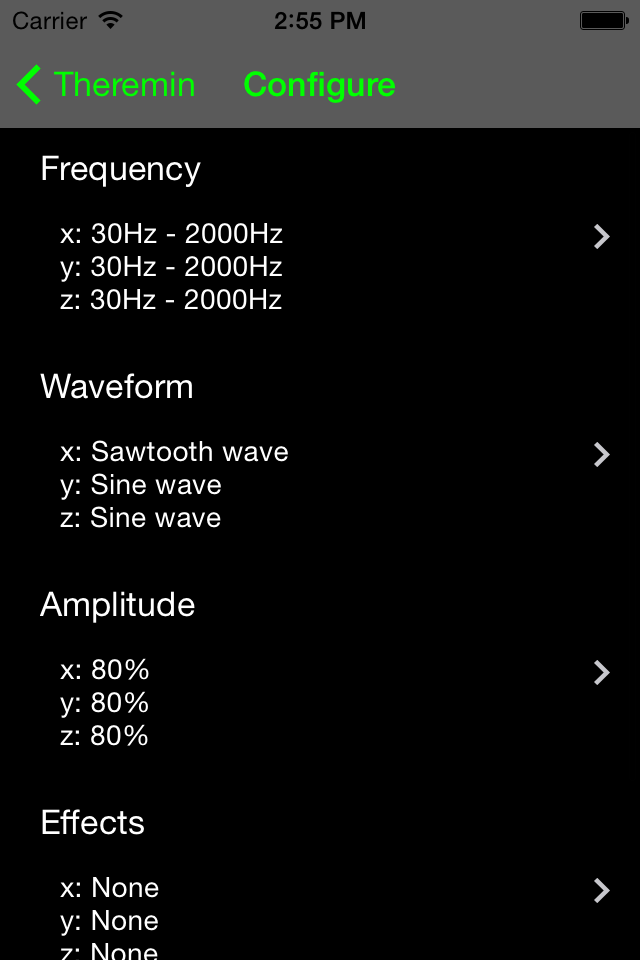 Carrier 2:55 PM
Theremin Configure
Frequency
x: 30Hz - 2000Hz
y: 30Hz - 2000Hz
z: 30Hz - 2000Hz
Waveform
x: Sawtooth wave
y: Sine wave
z: Sine wave
Amplitude
x: 80%
y: 80%
z: 80%
Effects
x: None
y: None
z: None